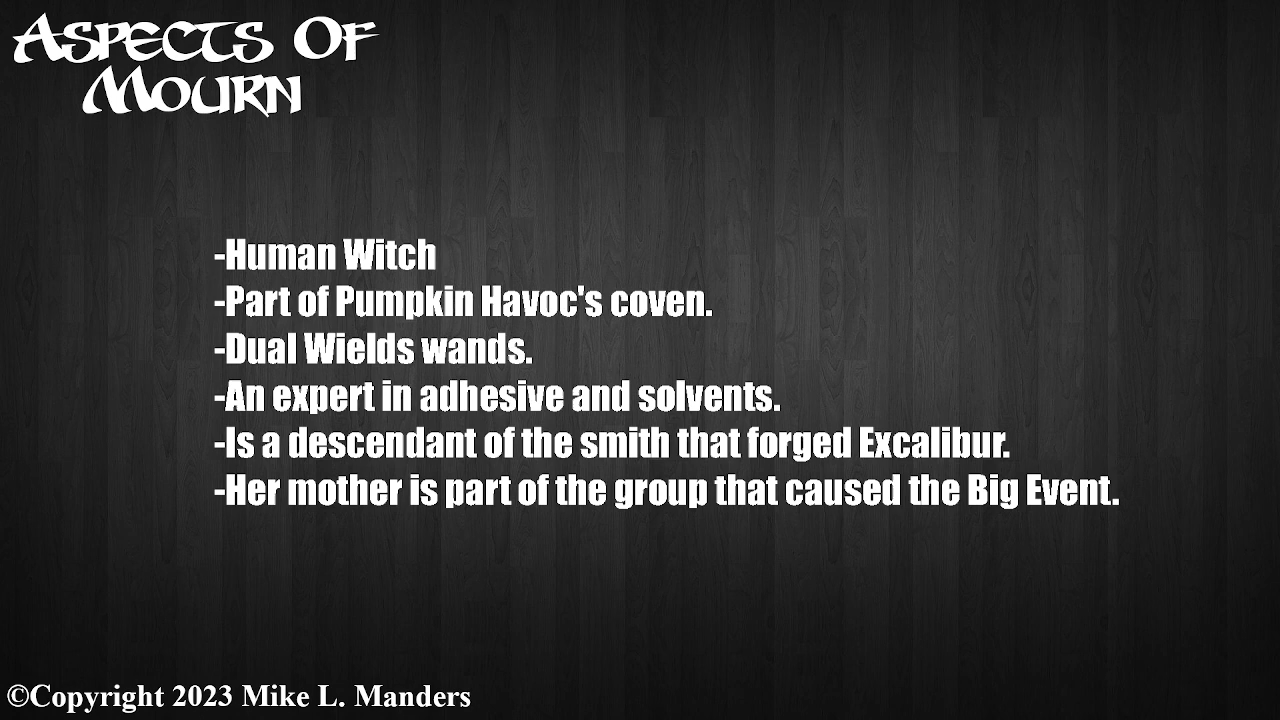 Aspects Of
Mourn
-Human Witch
-Part of Pumpkin Havoc's coven.
-Dual Wields wands.
-An expert in adhesive and solvents.
-Is a descendant of the smith that forged Excalibur.
-Her mother is part of the group that caused the Big Event.
©Copyright 2023 Mike L. Manders